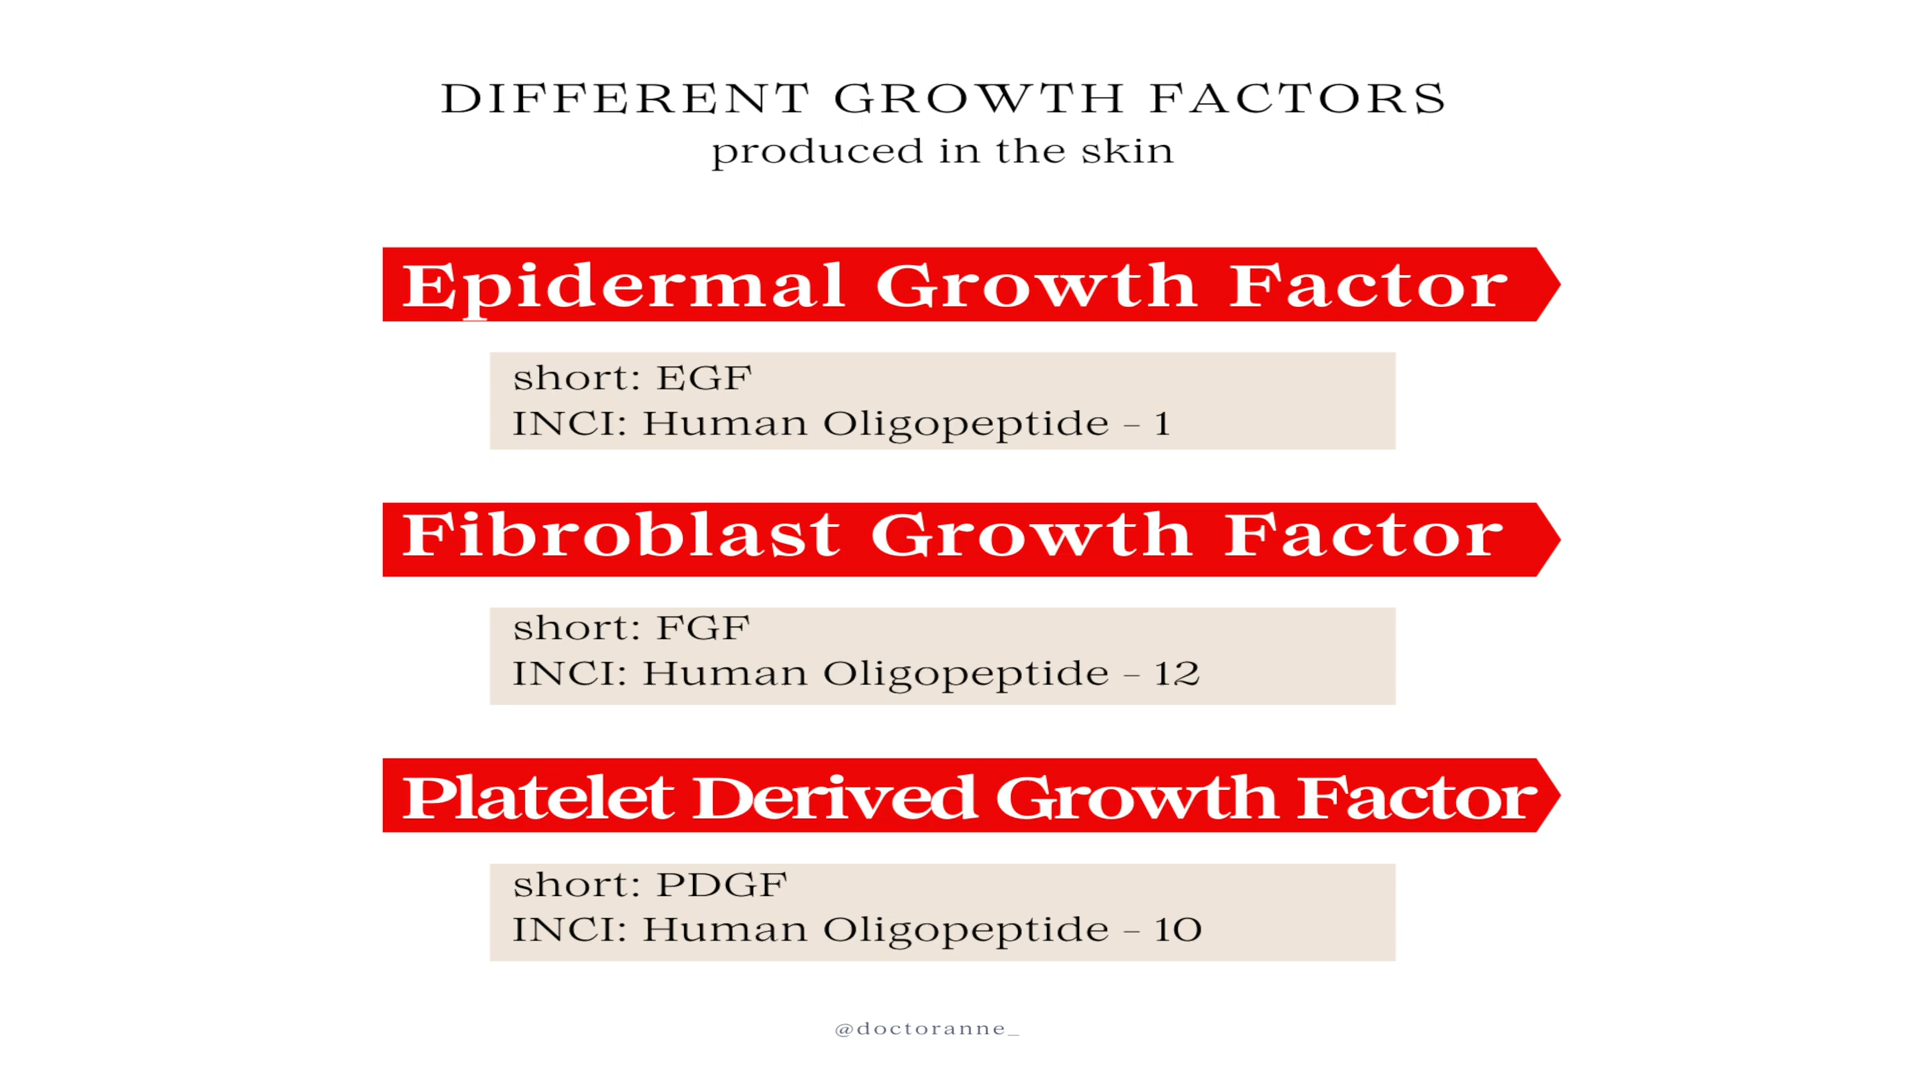 DIFFERENT GROWTH FACTORS
produced in the skin
Epidermal Growth Factor
short: EGF
INCI: Human Oligopeptide - 1
Fibroblast Growth Factor
short: FGF
INCI: Human Oligopeptide - 12
Platelet Derived Growth Factor
short: PDGF
INCI: Human Oligopeptide - 10
@doctoranne_